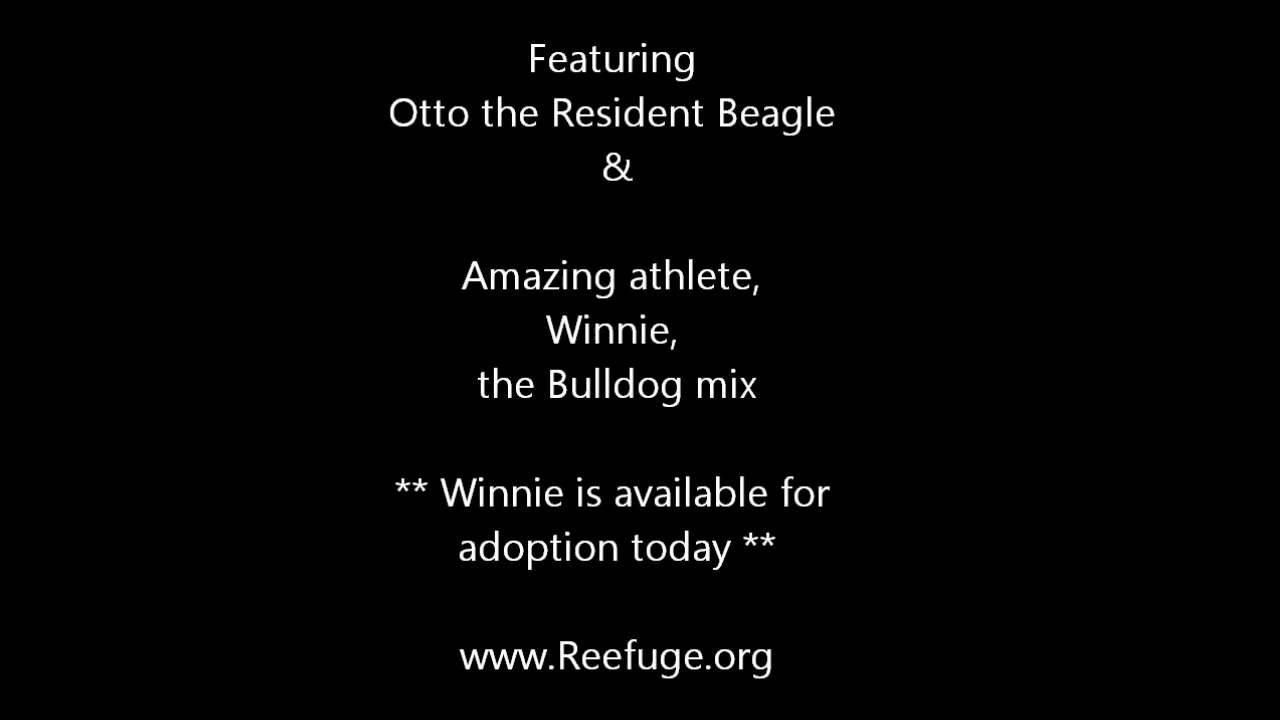 Featuring
Otto the Resident Beagle
&
Amazing athlete,
Winnie,
the Bulldog mix
** Winnie is available for
adoption today **
www.Reefuge.org